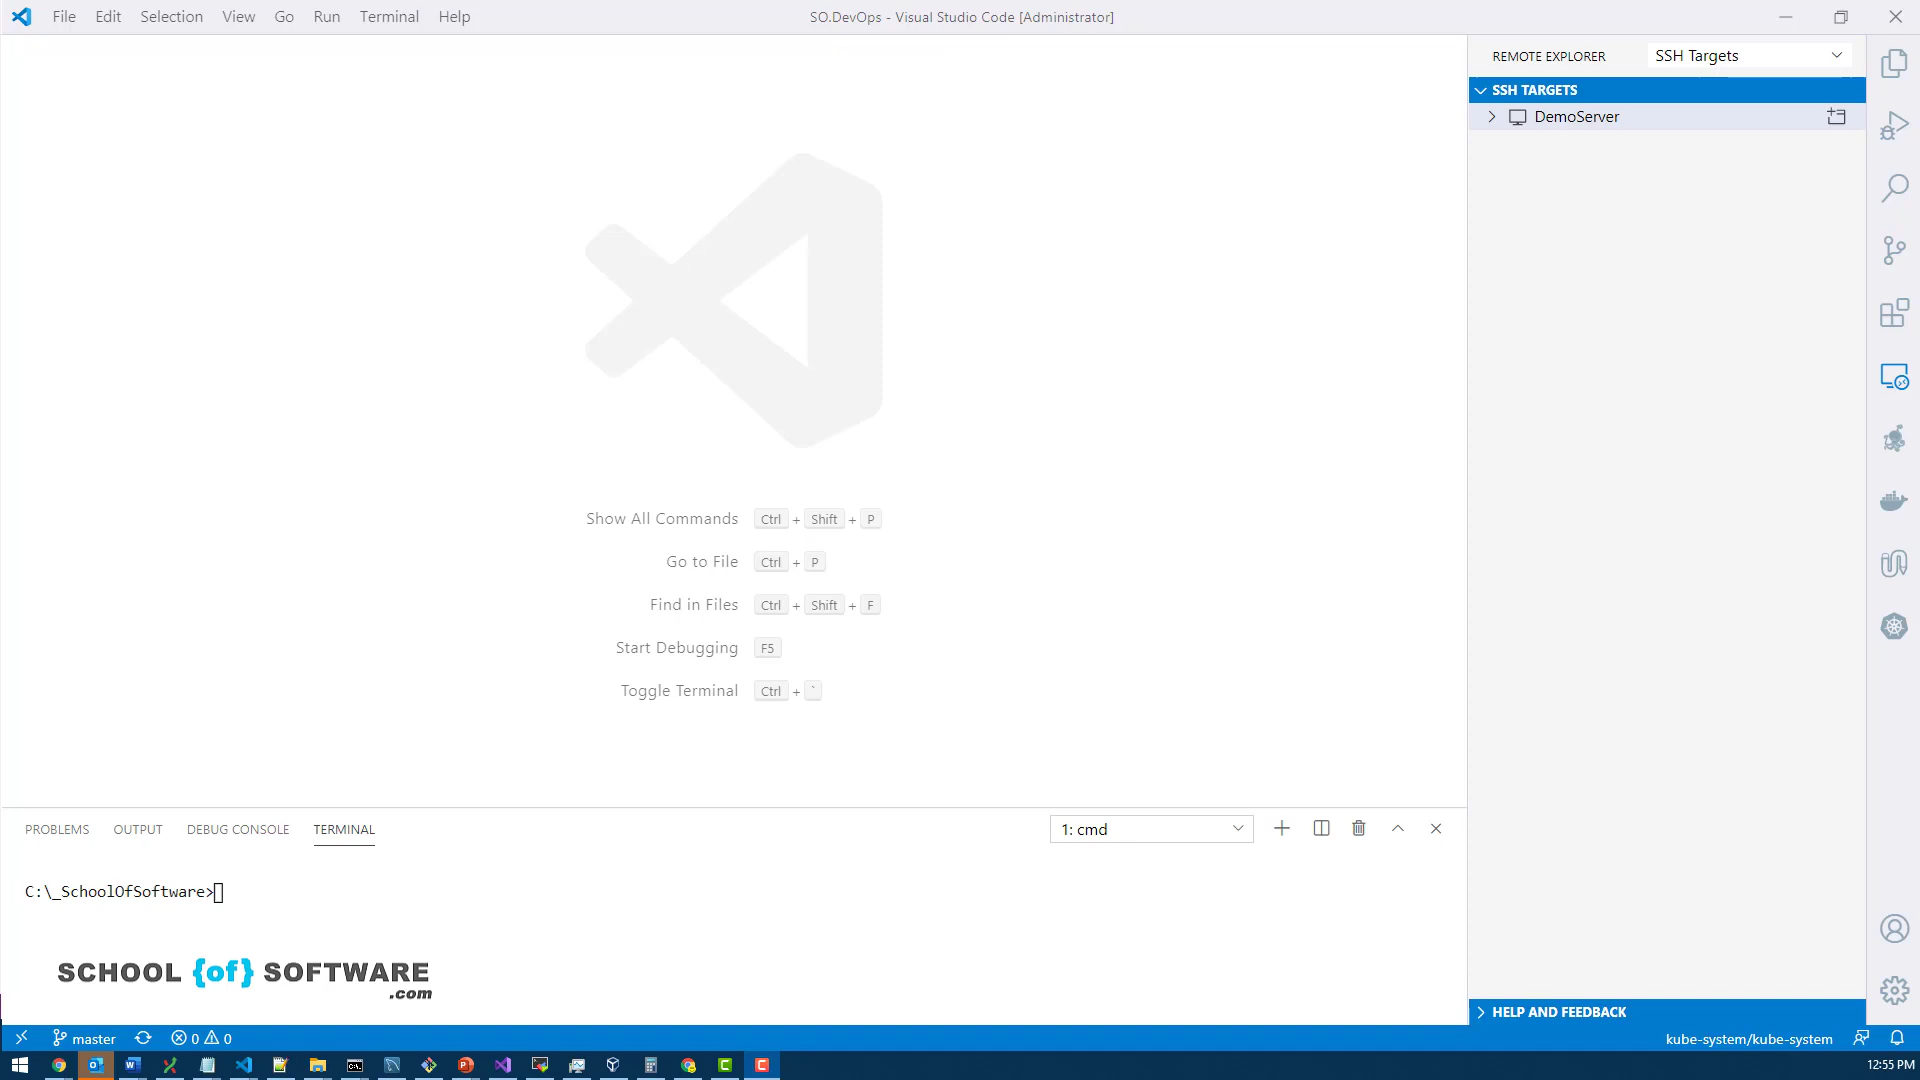 File Edit Selection View Go Run Terminal Help
SO.DevOps - Visual Studio Code [Administrator]
REMOTE EXPLORER
SSH Targets
SSH TARGETS
DemoServer
Show All Commands Ctrl + Shift + P
Go to File Ctrl + P
Find in Files Ctrl + Shift + F
Start Debugging F5
Toggle Terminal Ctrl + `
PROBLEMS OUTPUT DEBUG CONSOLE TERMINAL
1: cmd
C:\_SchoolOfSoftware>
SCHOOL {of} SOFTWARE
.com
HELP AND FEEDBACK
master 0 0
kube-system/kube-system
12:55 PM